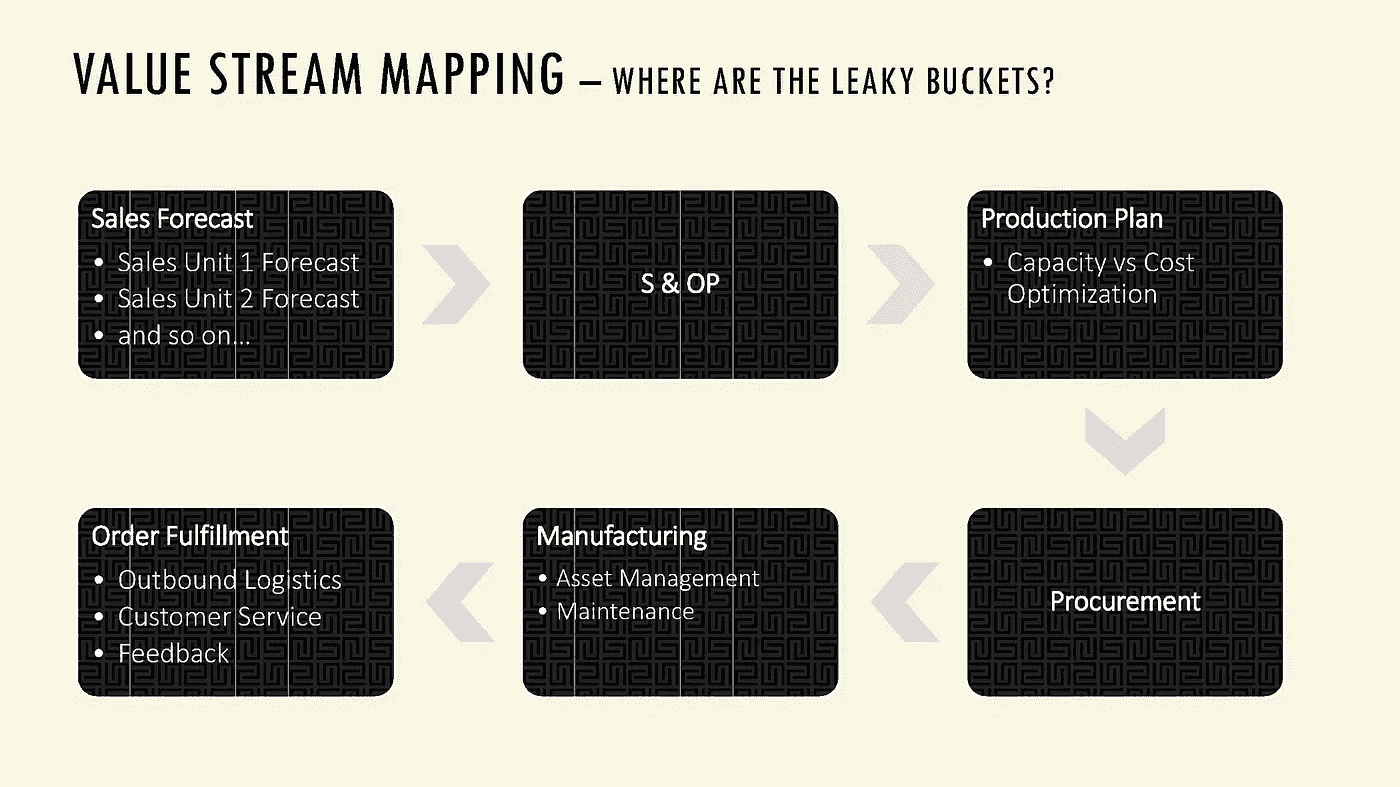 VALUE STREAM MAPPING – WHERE ARE THE LEAKY BUCKETS?
Sales Forecast
• Sales Unit 1 Forecast
• Sales Unit 2 Forecast
• and so on...
S & OP
Production Plan
• Capacity vs Cost
Optimization
Procurement
Manufacturing
• Asset Management
• Maintenance
Order Fulfillment
• Outbound Logistics
• Customer Service
• Feedback